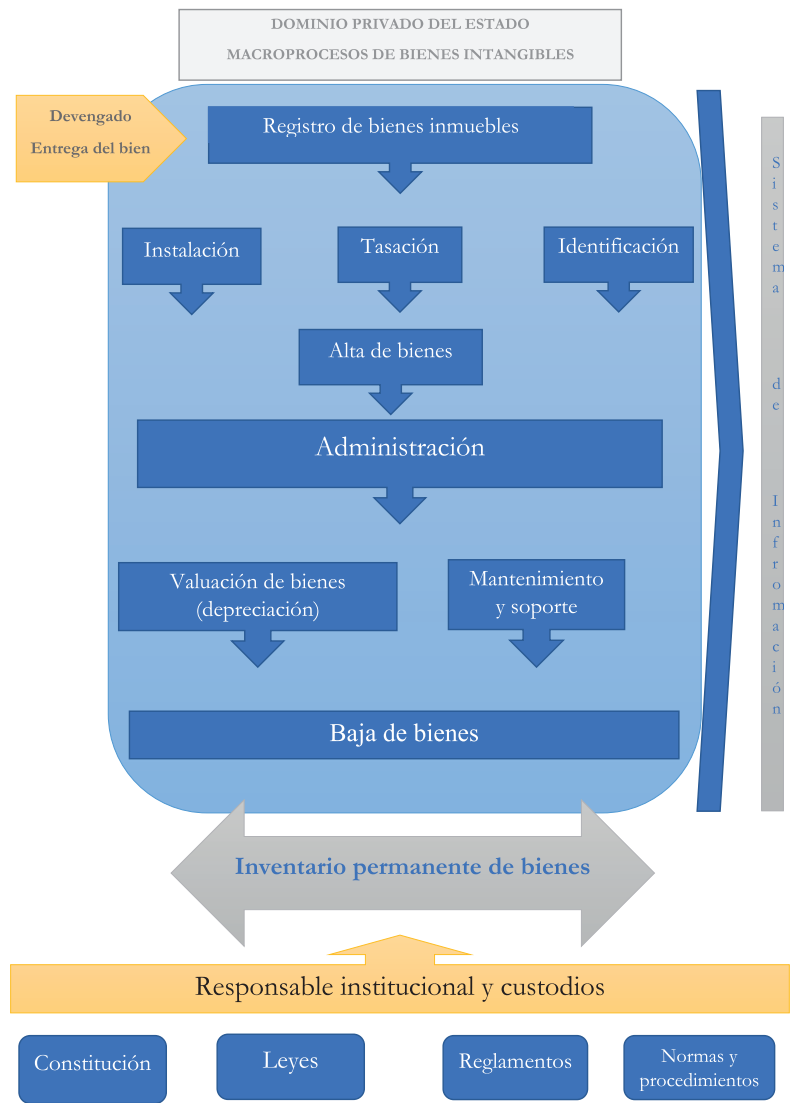 DOMINIO PRIVADO DEL ESTADO
MACROPROCESOS DE BIENES INTANGIBLES
Devengado
Entrega del bien
Registro de bienes inmuebles
Instalación
Tasación
Identificación
Alta de bienes
Administración
Valuación de bienes
(depreciación)
Mantenimiento
y soporte
Baja de bienes
Sistema de Infromación
Inventario permanente de bienes
Responsable institucional y custodios
Constitución
Leyes
Reglamentos
Normas y
procedimientos